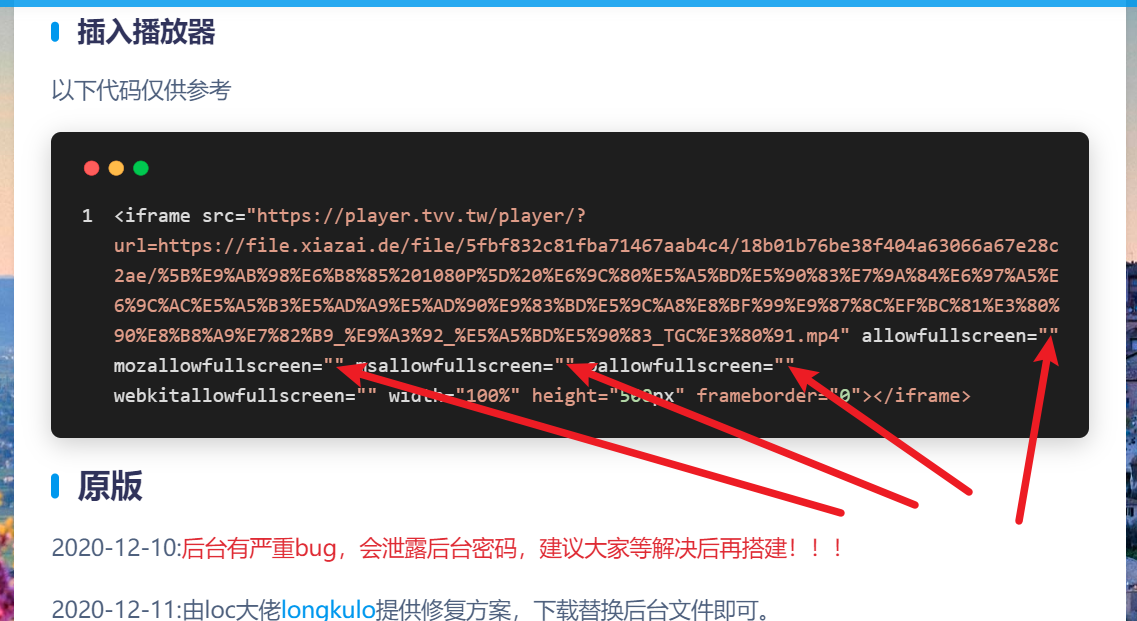 插入播放器
以下代码仅供参考
1 <iframe src="https://player.tvv.tw/player/?
url=https://file.xiazai.de/file/5fbf832c81fba71467aab4c4/18b01b76be38f404a63066a67e28c
2ae/%5B%E9%AB%98%E6%B8%85%201080P%5D%20%E6%9C%80%E5%A5%BD%E5%90%83%E7%9A%84%E6%97%A5%E
6%9C%AC%E5%A5%B3%E5%AD%A9%E5%AD%90%E9%83%BD%E5%9C%A8%E8%BF%99%E9%87%8C%EF%BC%81%E3%80%
90%E8%B8%A9%E7%82%B9_%E9%A3%92_%E5%A5%BD%E5%90%83_TGC%E3%80%91.mp4" allowfullscreen=""
mozallowfullscreen="" msallowfullscreen="" oallowfullscreen=""
webkitallowfullscreen="" width="100%" height="500px" frameborder="0"></iframe>
原版
2020-12-10:后台有严重bug，会泄露后台密码，建议大家等解决后再搭建！！！
2020-12-11:由loc大佬longkulo提供修复方案，下载替换后台文件即可。